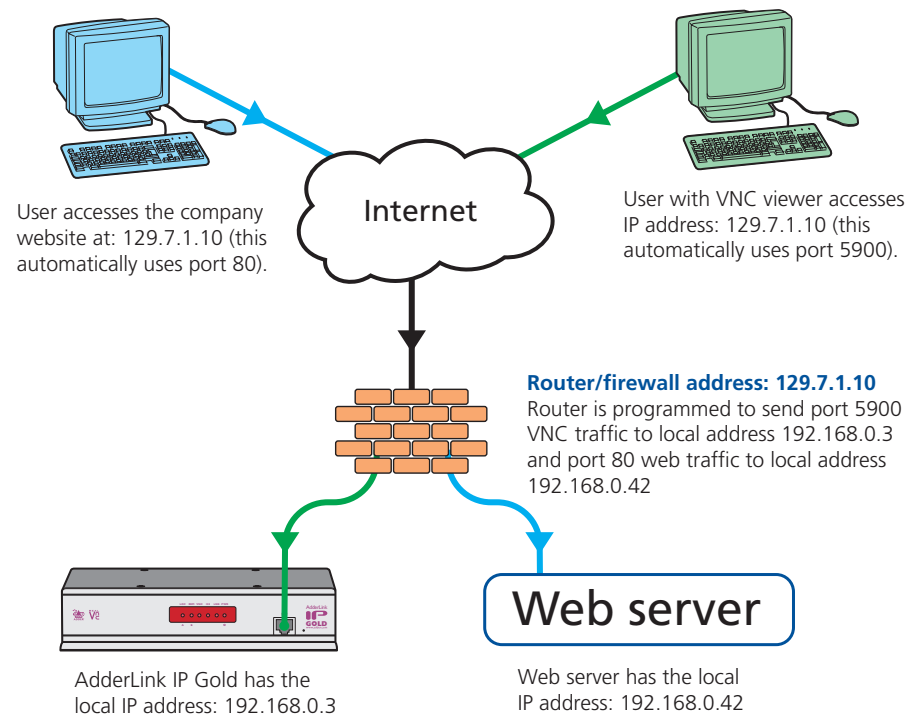 User accesses the company
website at: 129.7.1.10 (this
automatically uses port 80).
Internet
User with VNC viewer accesses
IP address: 129.7.1.10 (this
automatically uses port 5900).
Router/firewall address: 129.7.1.10
Router is programmed to send port 5900
VNC traffic to local address 192.168.0.3
and port 80 web traffic to local address
192.168.0.42
AdderLink
IP
GOLD
AdderLink IP Gold has the
local IP address: 192.168.0.3
Web server
Web server has the local
IP address: 192.168.0.42